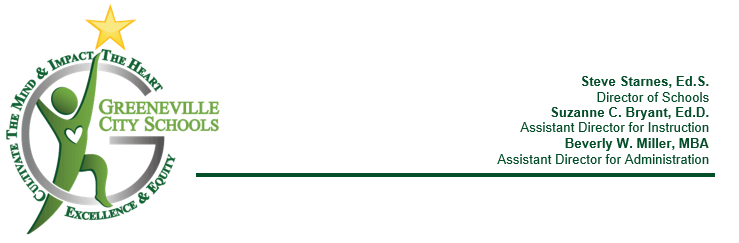 CULTIVATE THE MIND & IMPACT THE HEART
GREENEVILLE
CITY SCHOOLS
EXCELLENCE & EQUITY
Steve Starnes, Ed.S.
Director of Schools
Suzanne C. Bryant, Ed.D.
Assistant Director for Instruction
Beverly W. Miller, MBA
Assistant Director for Administration